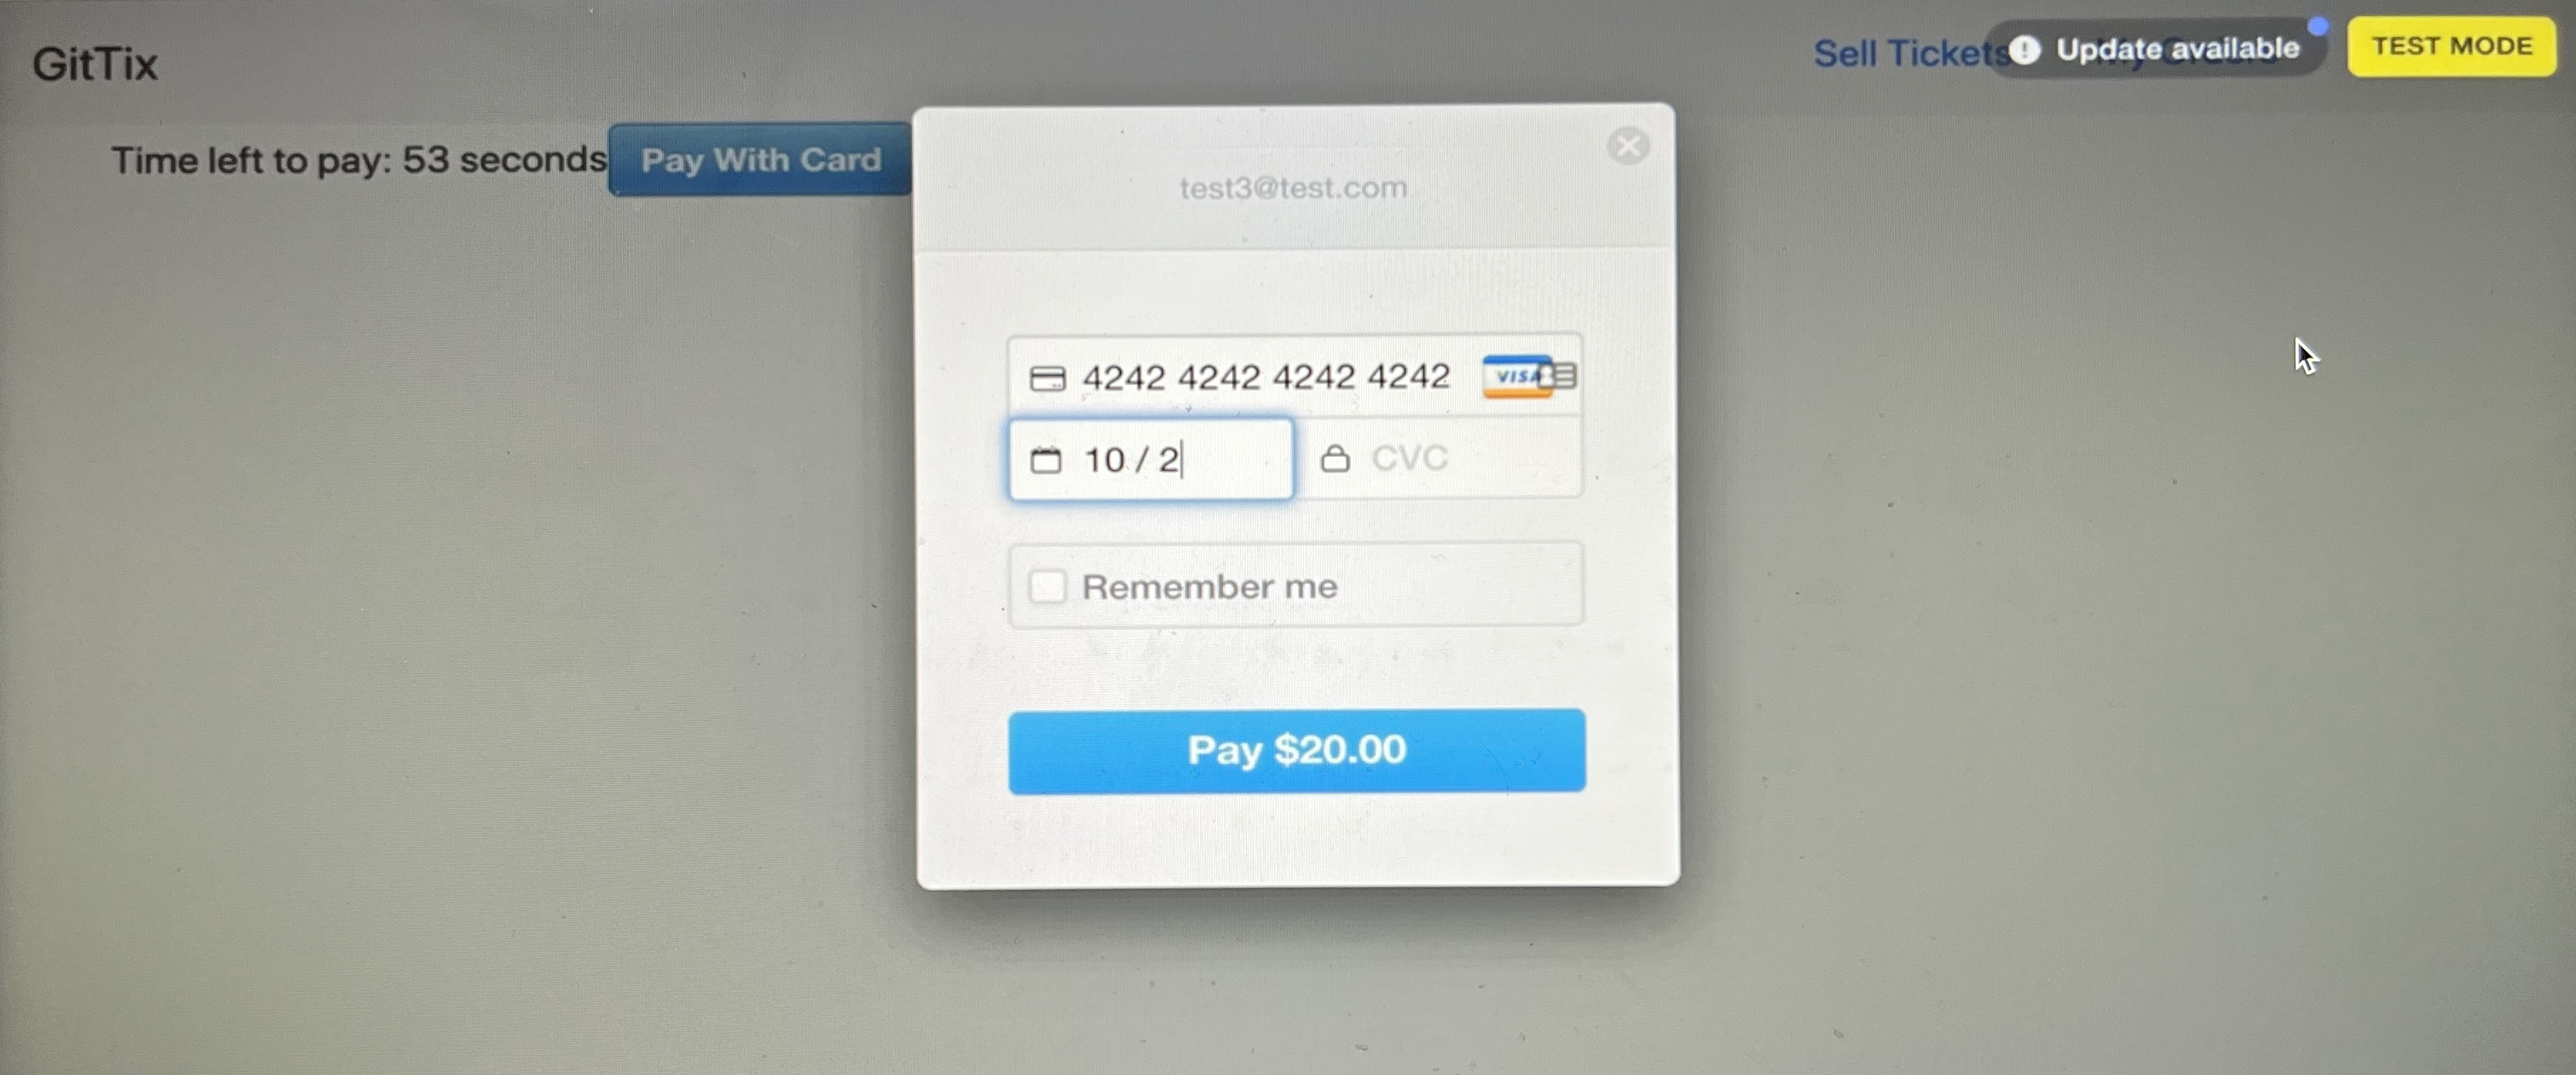 GitTix
Sell Tickets
Update available
TEST MODE
Time left to pay: 53 seconds
Pay With Card
test3@test.com
4242 4242 4242 4242
VISA
10 / 2
CVC
Remember me
Pay $20.00